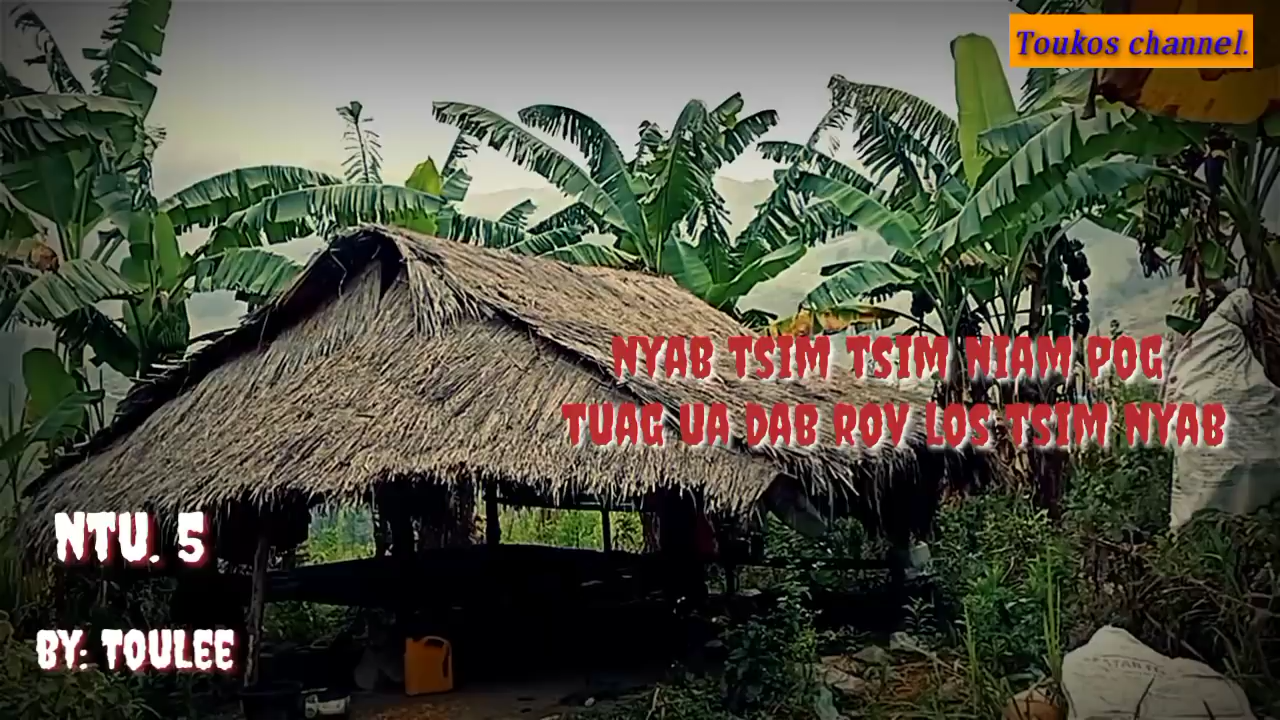 Toukos channel.
NYAB TSIM TSIM NIAM POG
TUAG UA DAB ROV LOS TSIM NYAB
NTU. 5
BY: TOULEE